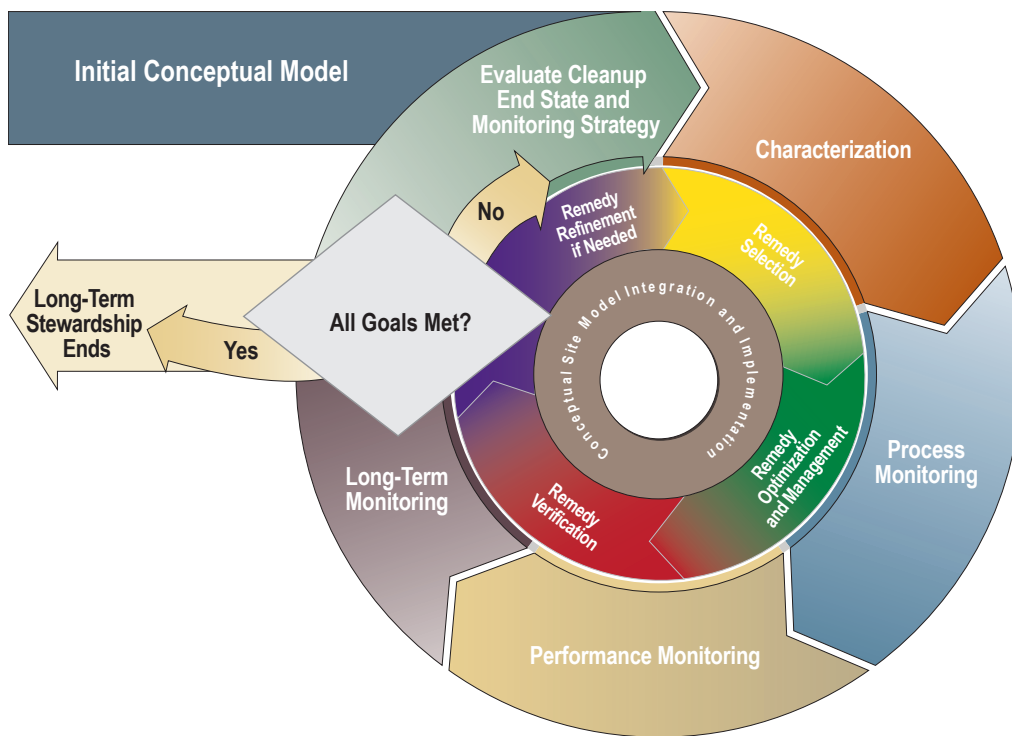 Initial Conceptual Model
Evaluate Cleanup
End State and
Monitoring Strategy
Characterization
No
Remedy
Refinement
if Needed
Remedy
Selection
Long-Term
Stewardship
Ends
Yes
All Goals Met?
Conceptual Site Model Integration and Implementation
Process
Monitoring
Remedy
Optimization
and Management
Long-Term
Monitoring
Remedy
Verification
Performance Monitoring